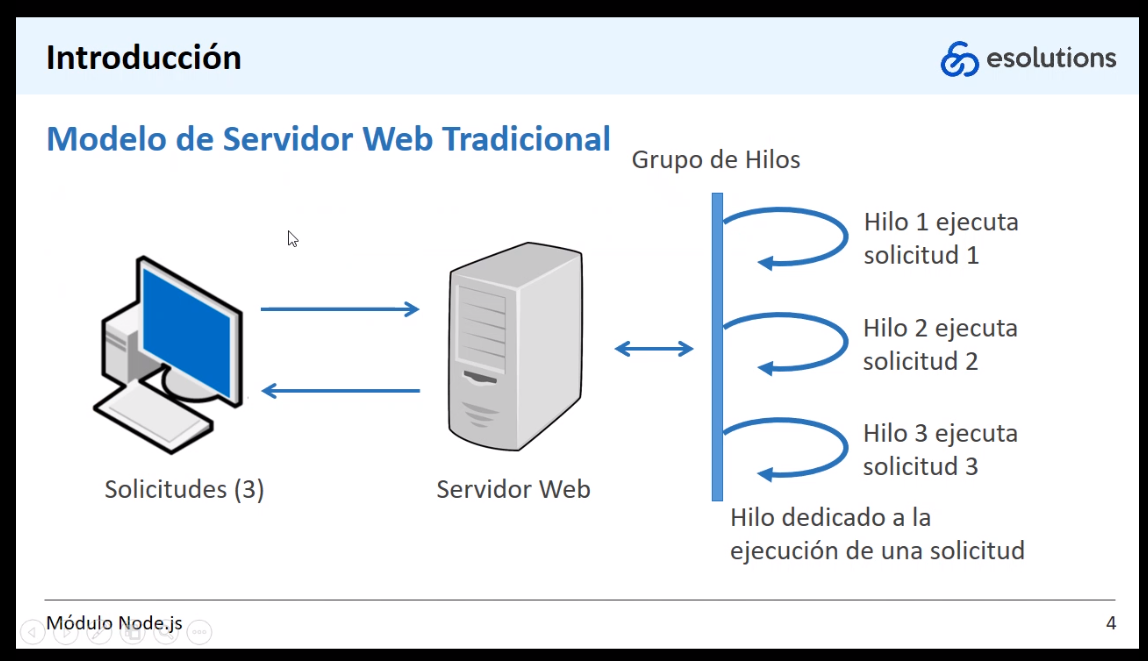 Introducción
esolutions
Modelo de Servidor Web Tradicional
Grupo de Hilos
Hilo 1 ejecuta
solicitud 1
Hilo 2 ejecuta
solicitud 2
Hilo 3 ejecuta
solicitud 3
Solicitudes (3)
Servidor Web
Hilo dedicado a la
ejecución de una solicitud
Módulo Node.js
4